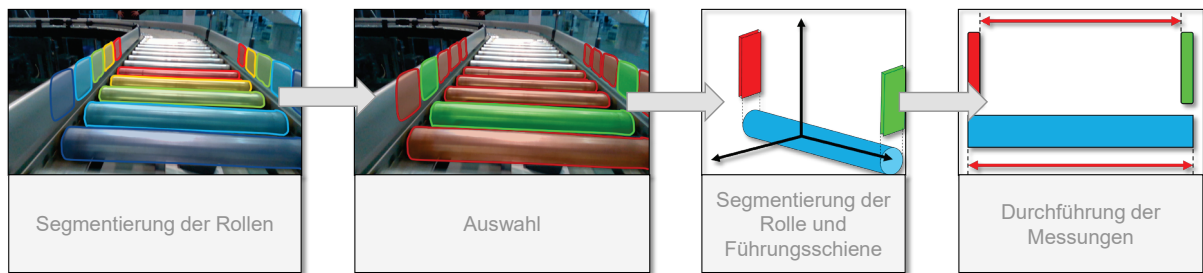 Segmentierung der Rollen
Auswahl
Segmentierung der
Rolle und
Führungsschiene
Durchführung der
Messungen